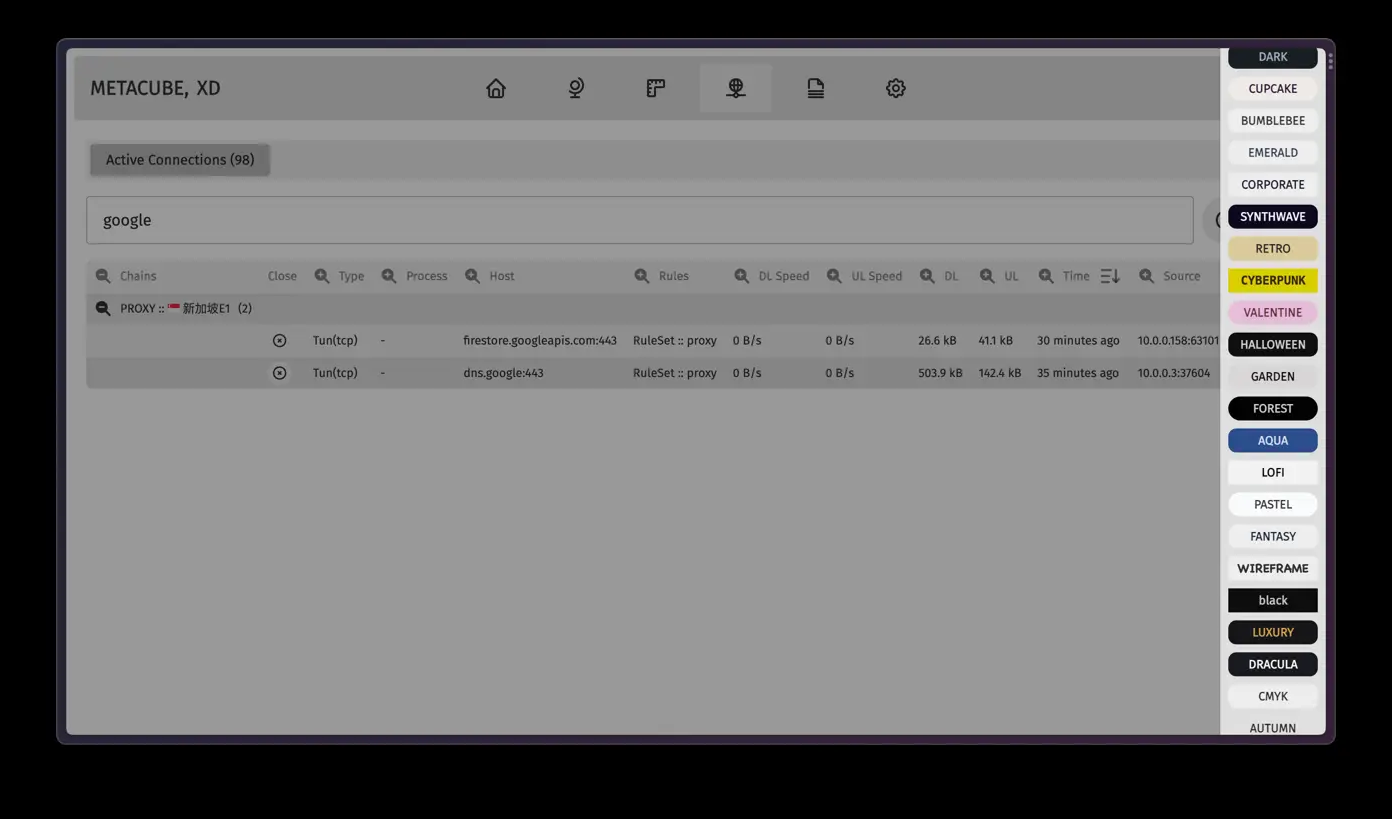 METACUBE, XD
Active Connections (98)
google
Chains Close Type Process Host Rules DL Speed UL Speed DL UL Time Source
PROXY :: 🇸🇬 新加坡E1 (2)
Tun(tcp) - firestore.googleapis.com:443 RuleSet :: proxy 0 B/s 0 B/s 26.6 kB 41.1 kB 30 minutes ago 10.0.0.158:63101
Tun(tcp) - dns.google:443 RuleSet :: proxy 0 B/s 0 B/s 503.9 kB 142.4 kB 35 minutes ago 10.0.0.3:37604
DARK
CUPCAKE
BUMBLEBEE
EMERALD
CORPORATE
SYNTHWAVE
RETRO
CYBERPUNK
VALENTINE
HALLOWEEN
GARDEN
FOREST
AQUA
LOFI
PASTEL
FANTASY
WIREFRAME
black
LUXURY
DRACULA
CMYK
AUTUMN